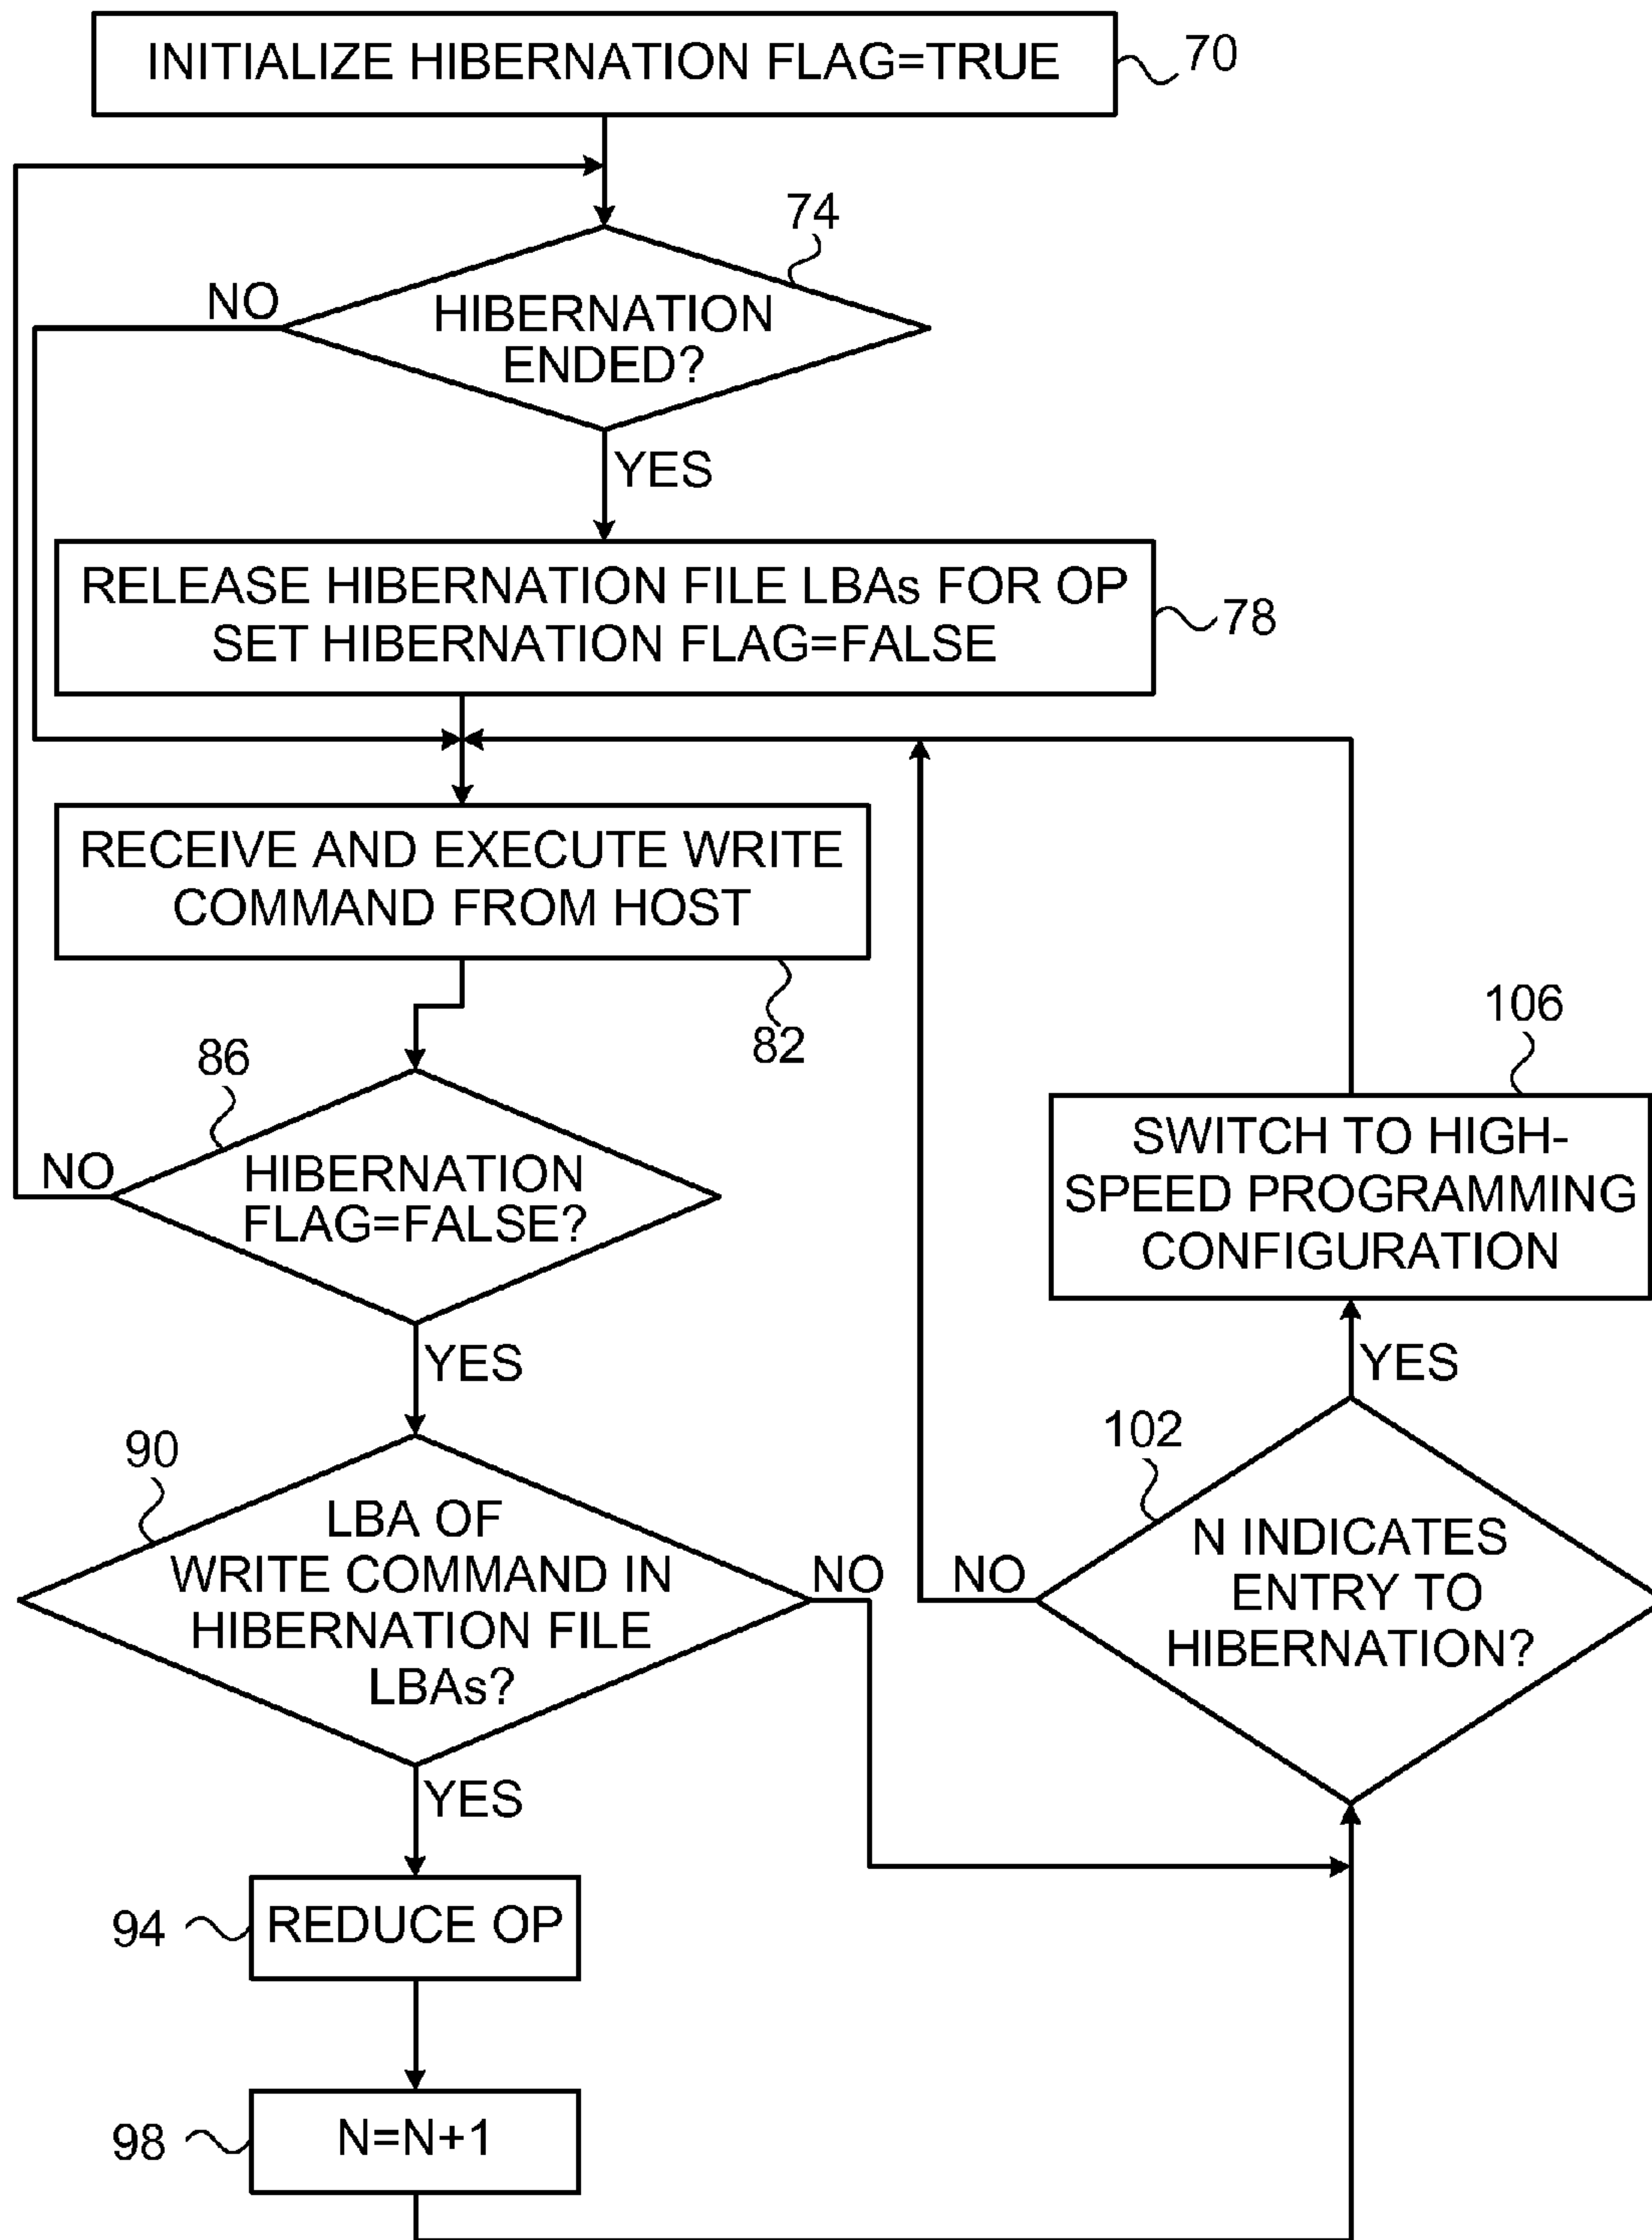 INITIALIZE HIBERNATION FLAG=TRUE
70
74
NO
HIBERNATION
ENDED?
YES
RELEASE HIBERNATION FILE LBAs FOR OP
SET HIBERNATION FLAG=FALSE
78
RECEIVE AND EXECUTE WRITE
COMMAND FROM HOST
82
86
NO
HIBERNATION
FLAG=FALSE?
YES
90
LBA OF
WRITE COMMAND IN
HIBERNATION FILE
LBAs?
NO
YES
94
REDUCE OP
98
N=N+1
106
SWITCH TO HIGH-
SPEED PROGRAMMING
CONFIGURATION
YES
102
NO
N INDICATES
ENTRY TO
HIBERNATION?